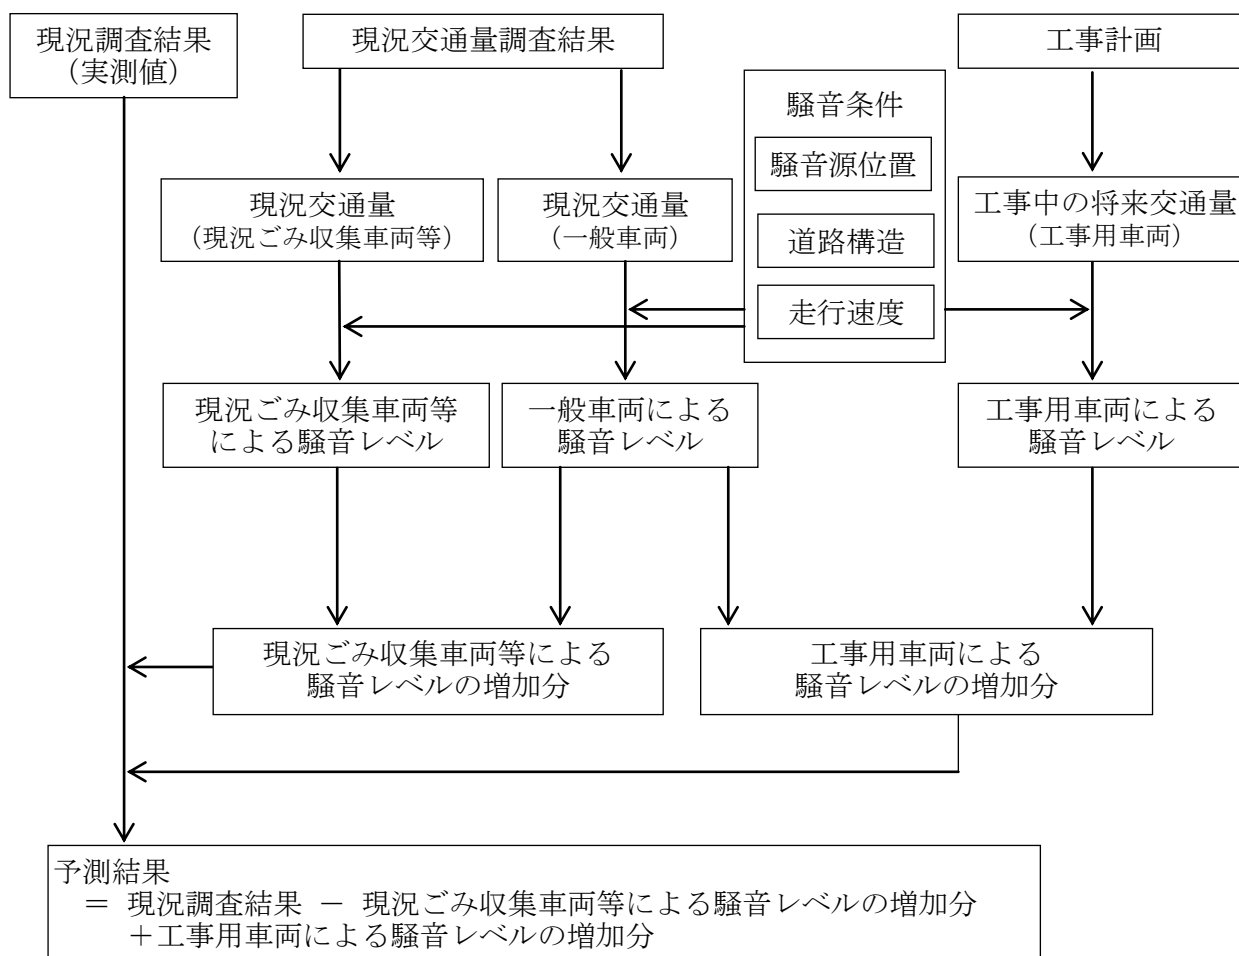 現況調査結果
（実測値）
現況交通量調査結果
工事計画
騒音条件
騒音源位置
道路構造
走行速度
現況交通量
（現況ごみ収集車両等）
現況交通量
（一般車両）
工事中の将来交通量
（工事用車両）
現況ごみ収集車両等
による騒音レベル
一般車両による
騒音レベル
工事用車両による
騒音レベル
現況ごみ収集車両等による
騒音レベルの増加分
工事用車両による
騒音レベルの増加分
予測結果
＝ 現況調査結果 － 現況ごみ収集車両等による騒音レベルの増加分
＋工事用車両による騒音レベルの増加分